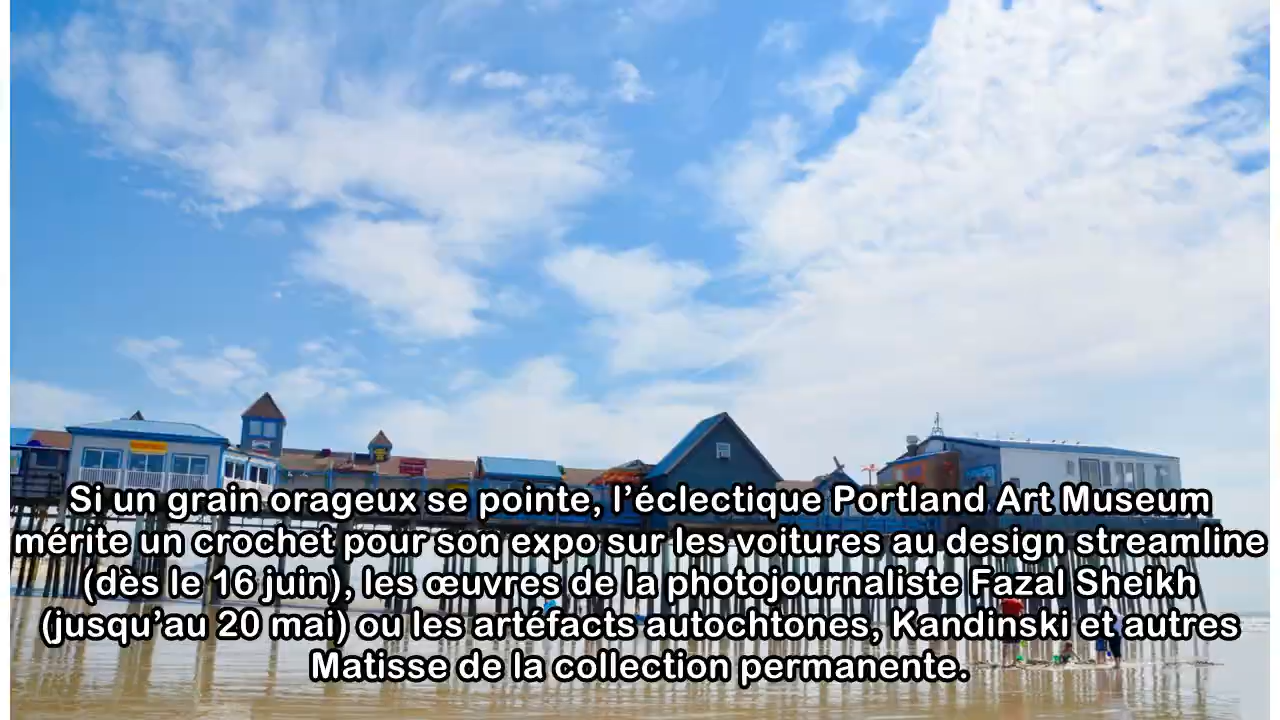 Si un grain orageux se pointe, l’éclectique Portland Art Museum
mérite un crochet pour son expo sur les voitures au design streamline
(dès le 16 juin), les œuvres de la photojournaliste Fazal Sheikh
(jusqu’au 20 mai) ou les artéfacts autochtones, Kandinski et autres
Matisse de la collection permanente.